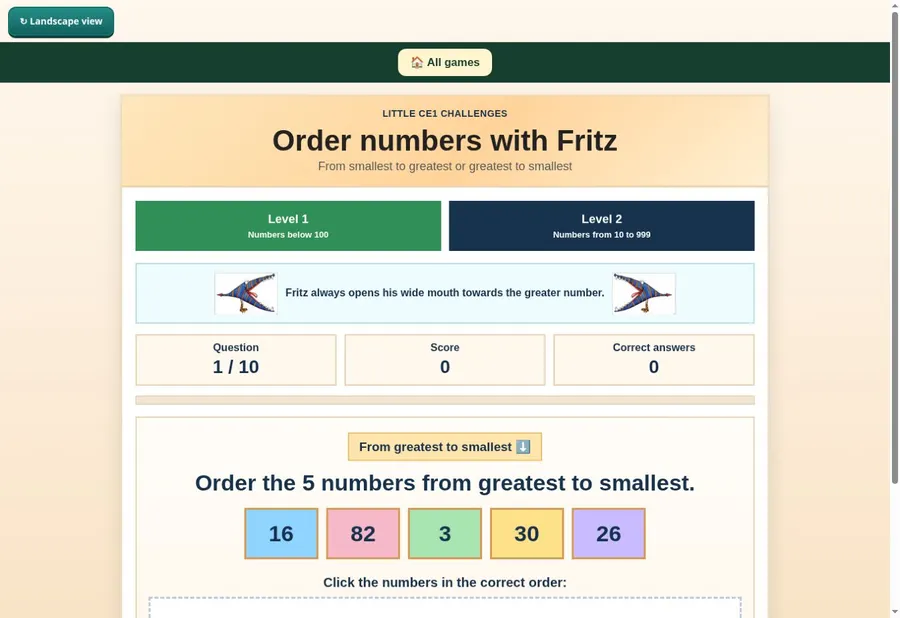 ↻ Landscape view
🏠 All games
LITTLE CE1 CHALLENGES
Order numbers with Fritz
From smallest to greatest or greatest to smallest
Level 1
Numbers below 100
Level 2
Numbers from 10 to 999
Fritz always opens his wide mouth towards the greater number.
Question
1 / 10
Score
0
Correct answers
0
From greatest to smallest ⬇️
Order the 5 numbers from greatest to smallest.
16 82 3 30 26
Click the numbers in the correct order: